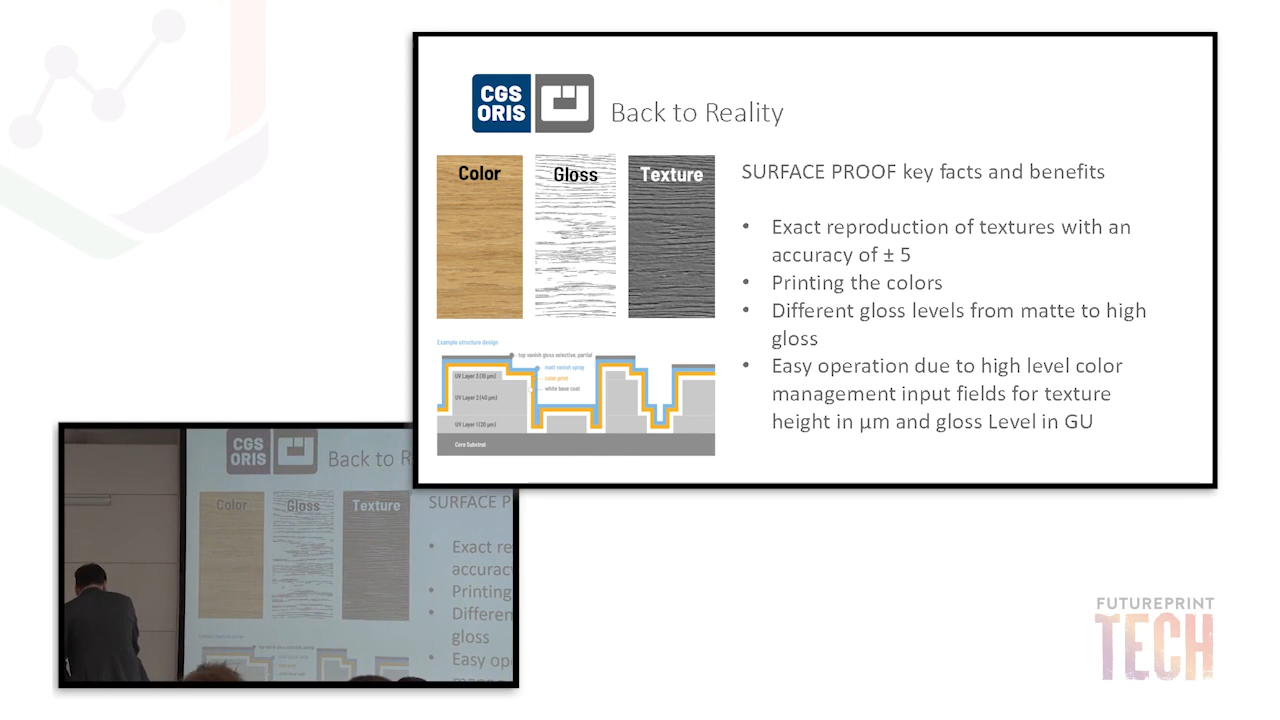 CGS
ORIS
Back to Reality
Color
Gloss
Texture
SURFACE PROOF key facts and benefits
• Exact reproduction of textures with an
accuracy of ± 5
• Printing the colors
• Different gloss levels from matte to high
gloss
• Easy operation due to high level color
management input fields for texture
height in μm and gloss Level in GU
Example structure design
top vanish gloss selective, partial
matt vanish spray
color print
white base coat
UV Layer 3 (10 μm)
UV Layer 2 (40 μm)
UV Layer 1 (20 μm)
Core Substrat
CGS
ORIS
Back to R
Color
Gloss
Texture
SURFACE P
• Exact re
accuracy
• Printing
• Differen
gloss
• Easy op
FUTUREPRINT
TECH